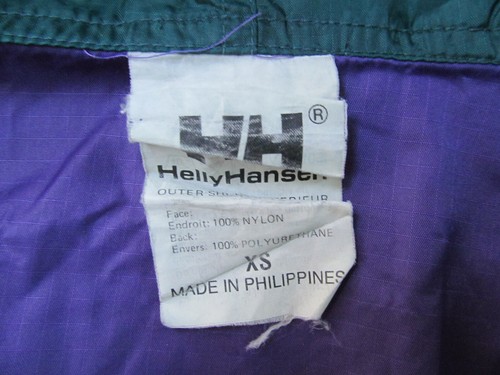 HH ®
HellyHansen
OUTER
Face:
Endroit: 100% NYLON
Back:
Envers: 100% POLYURETHANE
XS
MADE IN PHILIPPINES